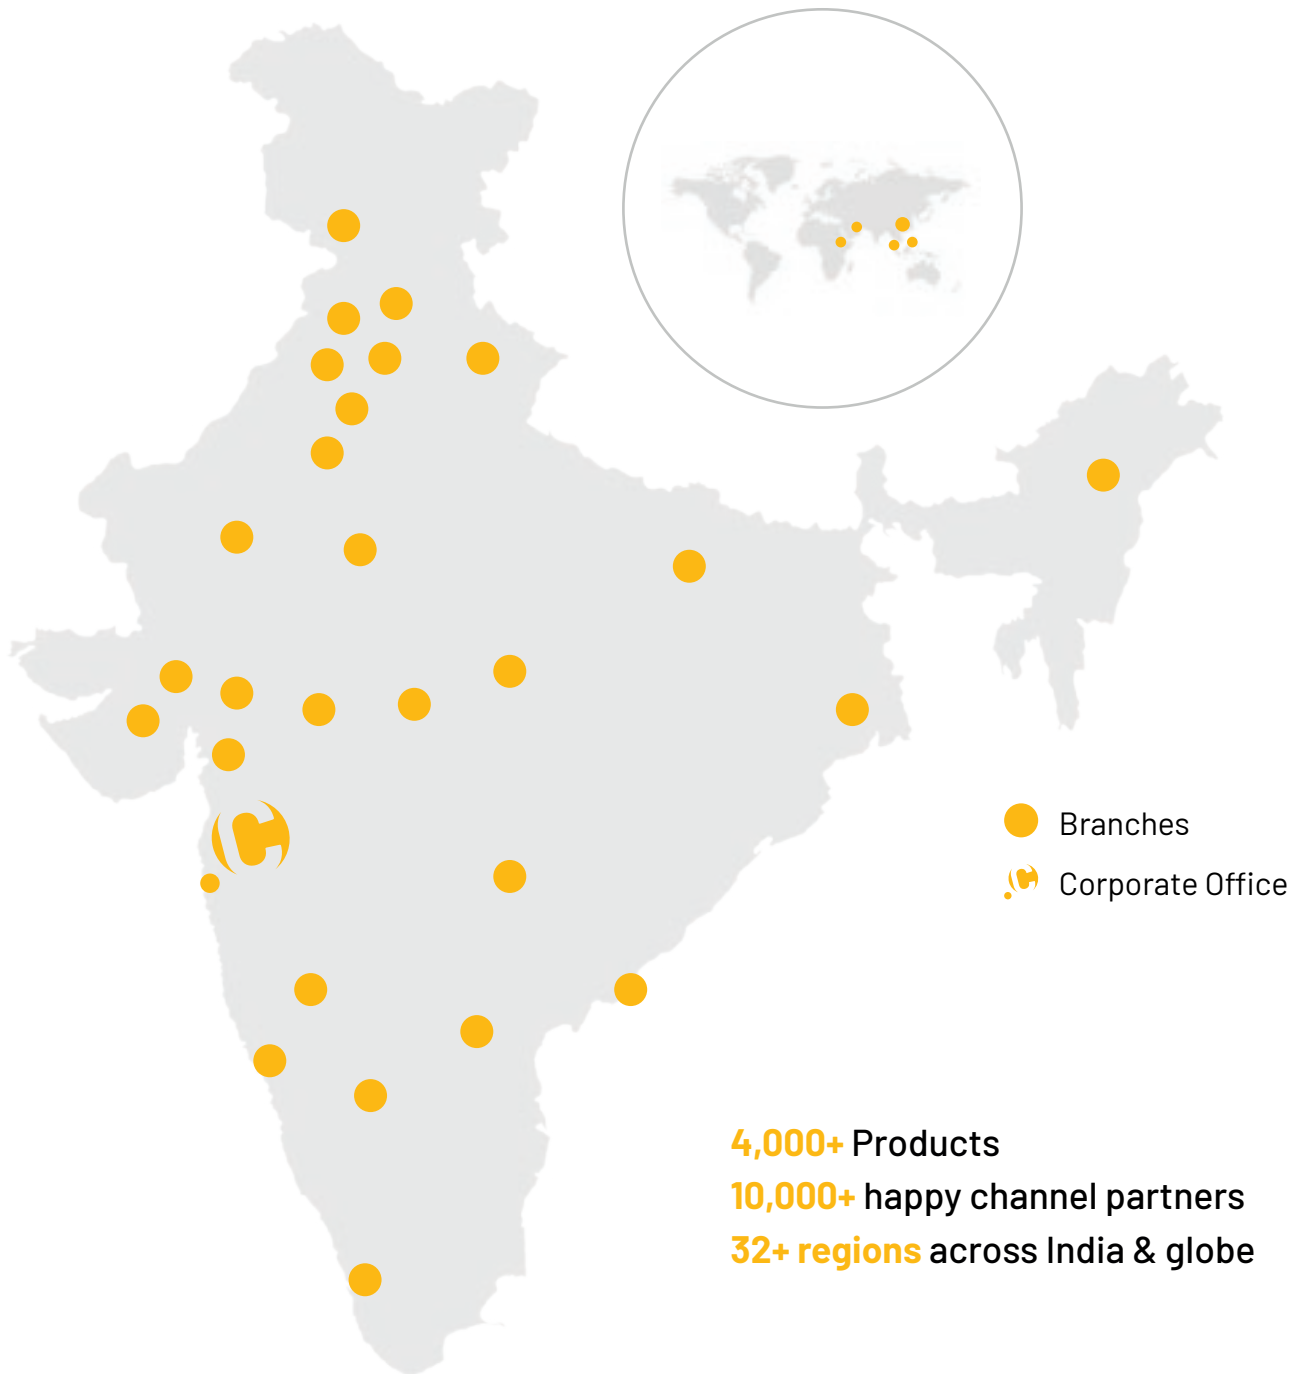 Branches
Corporate Office
4,000+ Products
10,000+ happy channel partners
32+ regions across India & globe